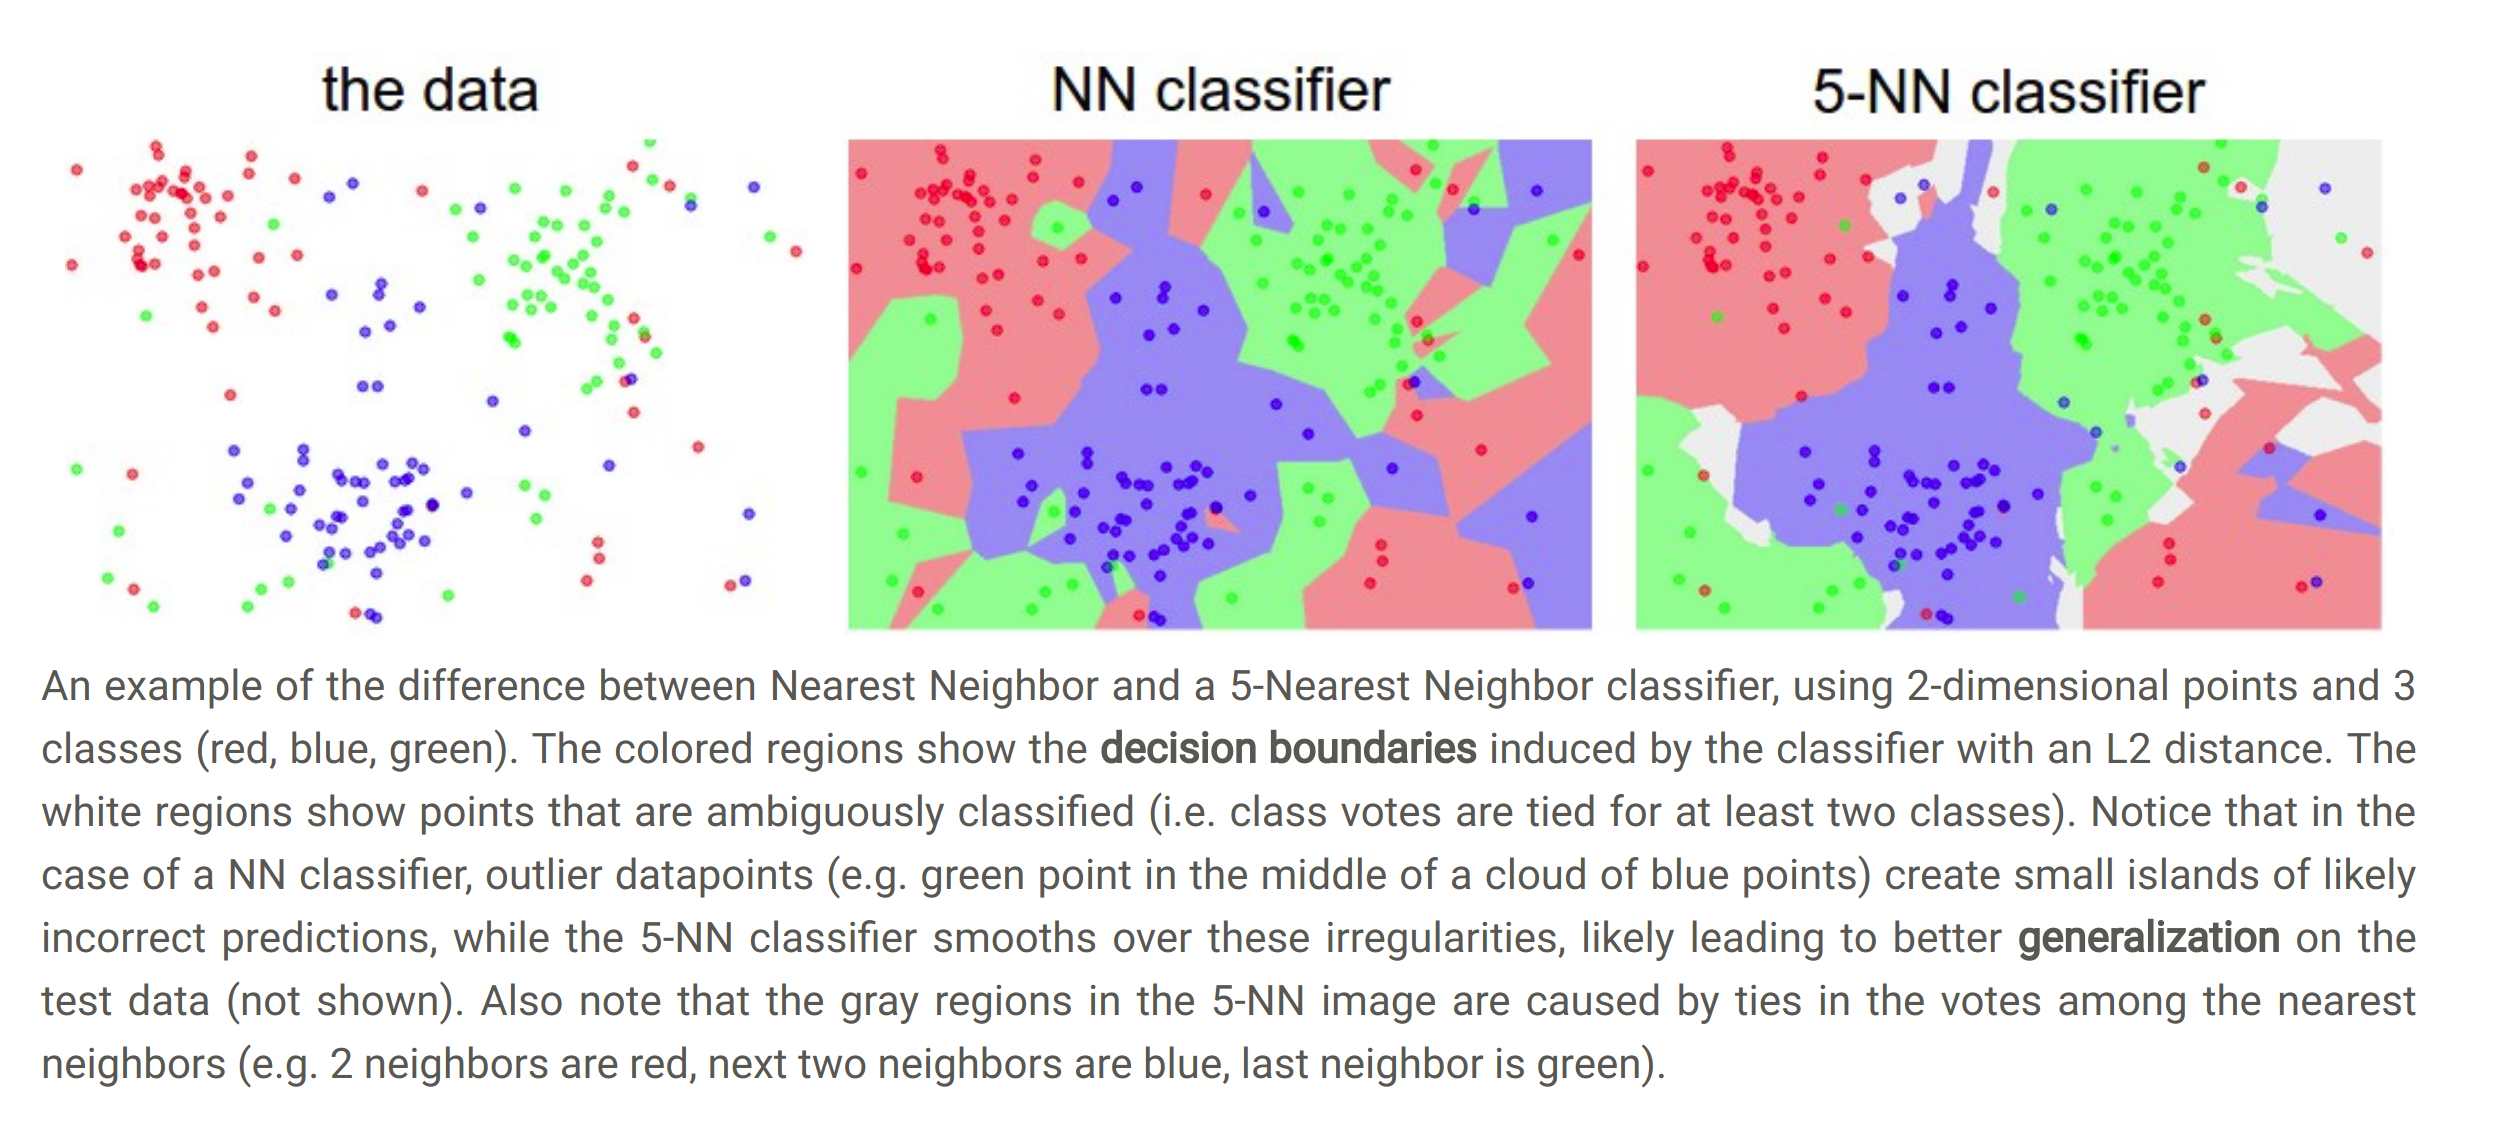 the data
NN classifier
5-NN classifier
An example of the difference between Nearest Neighbor and a 5-Nearest Neighbor classifier, using 2-dimensional points and 3
classes (red, blue, green). The colored regions show the decision boundaries induced by the classifier with an L2 distance. The
white regions show points that are ambiguously classified (i.e. class votes are tied for at least two classes). Notice that in the
case of a NN classifier, outlier datapoints (e.g. green point in the middle of a cloud of blue points) create small islands of likely
incorrect predictions, while the 5-NN classifier smooths over these irregularities, likely leading to better generalization on the
test data (not shown). Also note that the gray regions in the 5-NN image are caused by ties in the votes among the nearest
neighbors (e.g. 2 neighbors are red, next two neighbors are blue, last neighbor is green).